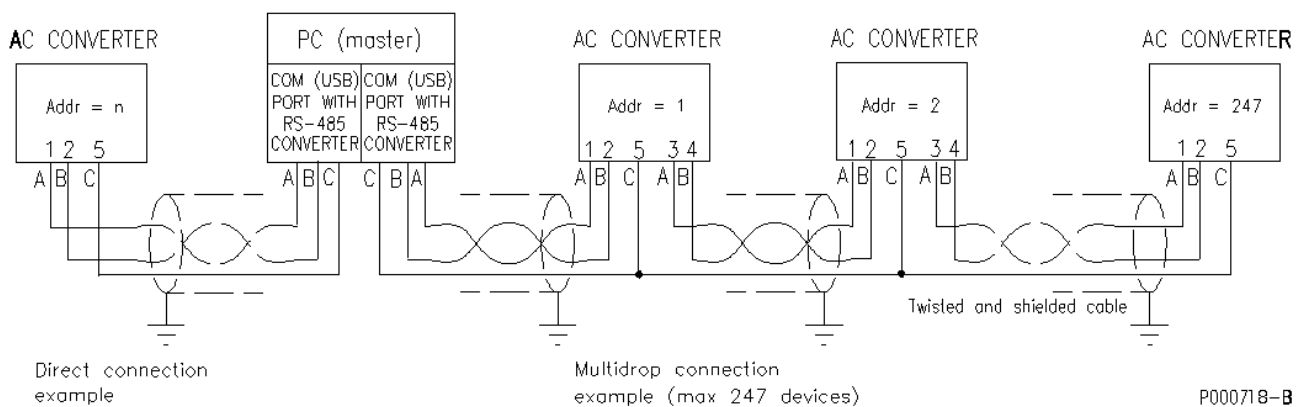 AC CONVERTER
Addr = n
1 2 5
A B C
PC (master)
COM (USB)
PORT WITH
RS-485
CONVERTER
COM (USB)
PORT WITH
RS-485
CONVERTER
A B C
C B A
AC CONVERTER
Addr = 1
1 2 5 3 4
A B C A B
AC CONVERTER
Addr = 2
1 2 5 3 4
A B C A B
AC CONVERTER
Addr = 247
1 2 5
A B C
Twisted and shielded cable
Direct connection
example
Multidrop connection
example (max 247 devices)
P000718-B